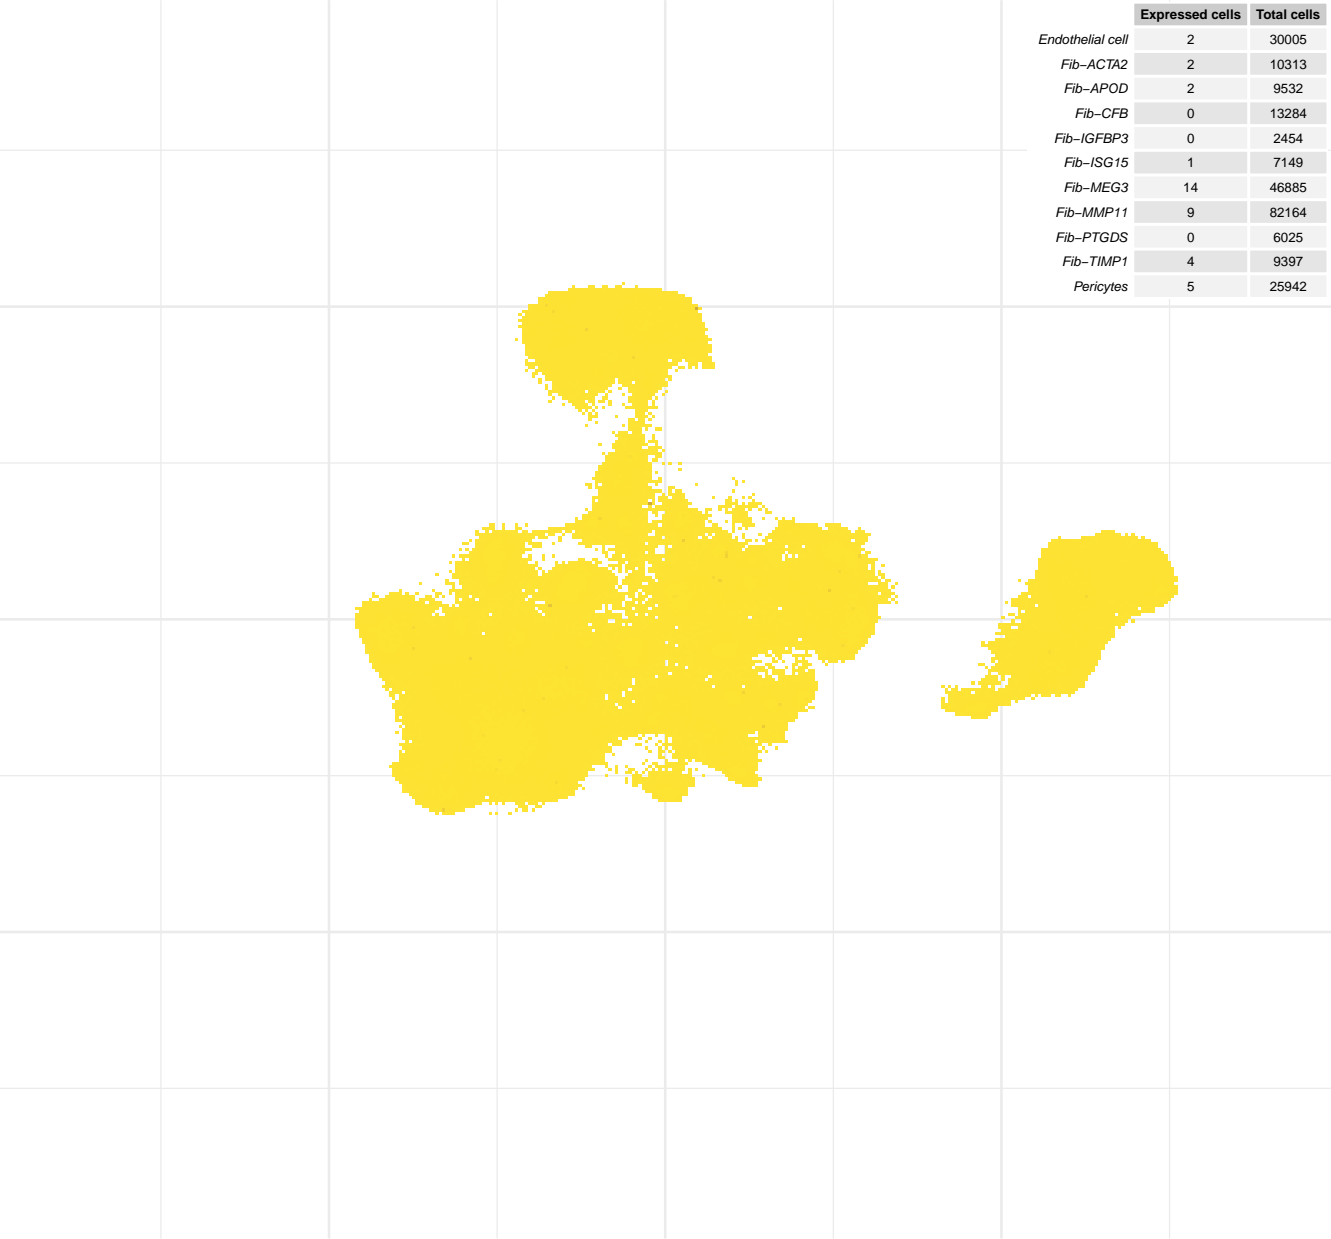 Expressed cells Total cells
Endothelial cell 2 30005
Fib−ACTA2 2 10313
Fib−APOD 2 9532
Fib−CFB 0 13284
Fib−IGFBP3 0 2454
Fib−ISG15 1 7149
Fib−MEG3 14 46885
Fib−MMP11 9 82164
Fib−PTGDS 0 6025
Fib−TIMP1 4 9397
Pericytes 5 25942